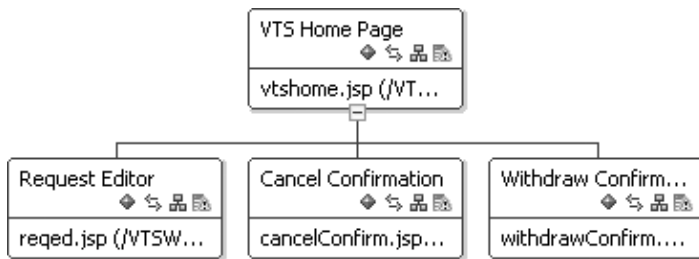 VTS Home Page
vtshome.jsp (/VT...
Request Editor
reqed.jsp (/VTSW...
Cancel Confirmation
cancelConfirm.jsp...
Withdraw Confirm...
withdrawConfirm....